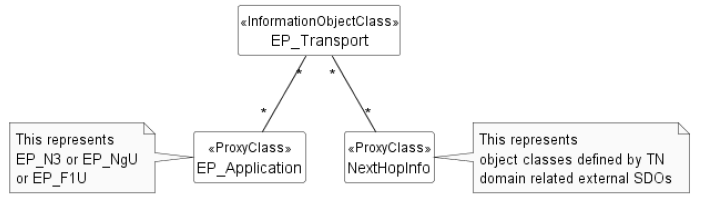 «InformationObjectClass»
EP_Transport
*
*
*
*
This represents
EP_N3 or EP_NgU
or EP_F1U
«ProxyClass»
EP_Application
«ProxyClass»
NextHopInfo
This represents
object classes defined by TN
domain related external SDOs